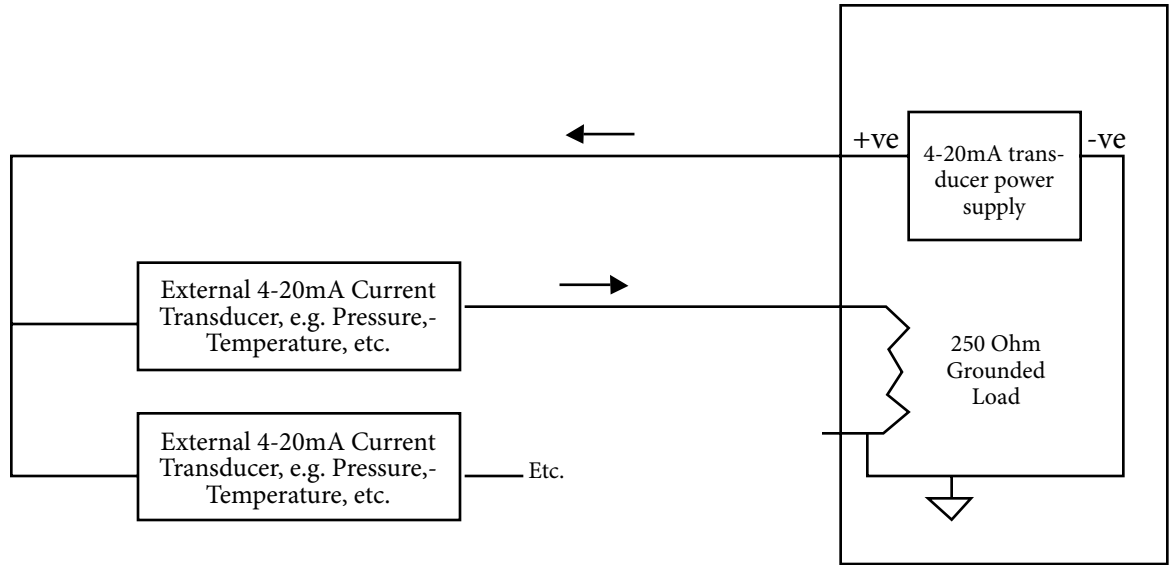 +ve
4-20mA trans-
ducer power
supply
-ve
External 4-20mA Current
Transducer, e.g. Pressure,-
Temperature, etc.
250 Ohm
Grounded
Load
External 4-20mA Current
Transducer, e.g. Pressure,-
Temperature, etc.
Etc.